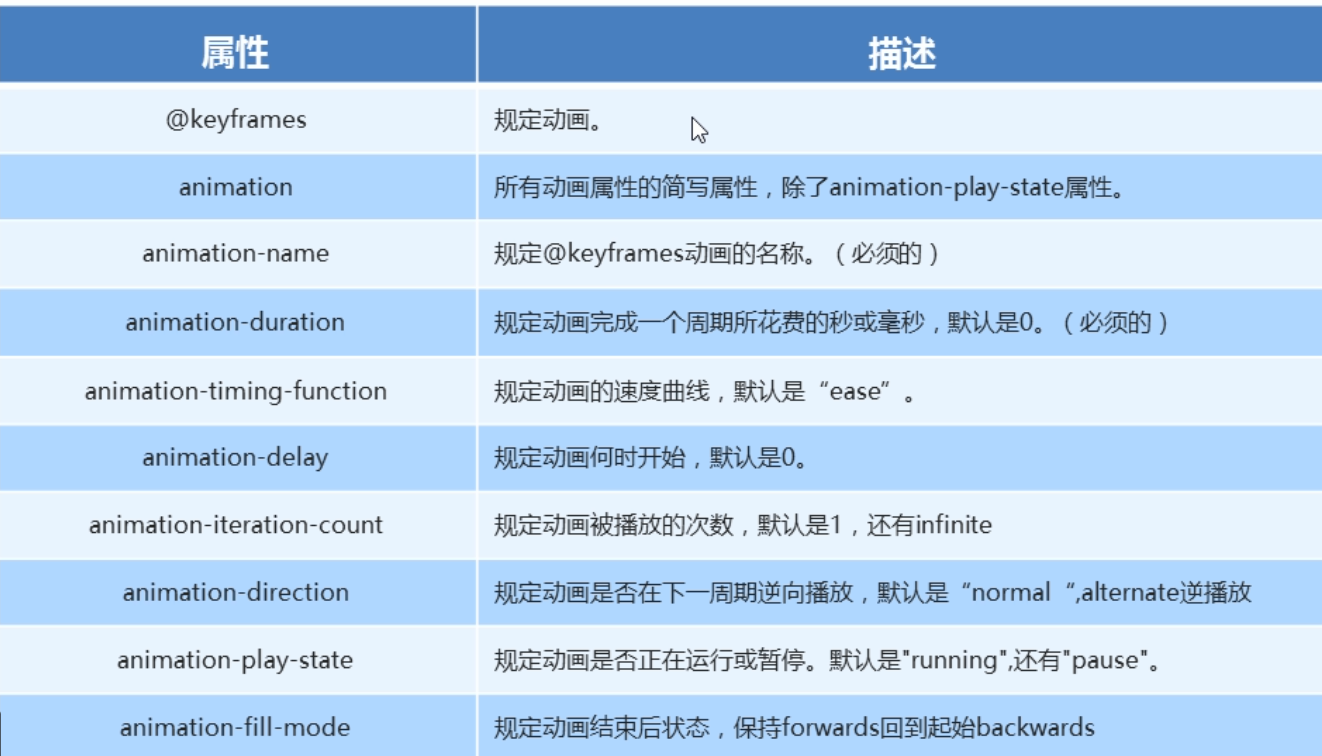 属性 描述
@keyframes 规定动画。
animation 所有动画属性的简写属性，除了animation-play-state属性。
animation-name 规定@keyframes动画的名称。（必须的）
animation-duration 规定动画完成一个周期所花费的秒或毫秒，默认是0。（必须的）
animation-timing-function 规定动画的速度曲线，默认是“ease”。
animation-delay 规定动画何时开始，默认是0。
animation-iteration-count 规定动画被播放的次数，默认是1，还有infinite
animation-direction 规定动画是否在下一周期逆向播放，默认是“normal“,alternate逆播放
animation-play-state 规定动画是否正在运行或暂停。默认是"running",还有"pause"。
animation-fill-mode 规定动画结束后状态，保持forwards回到起始backwards